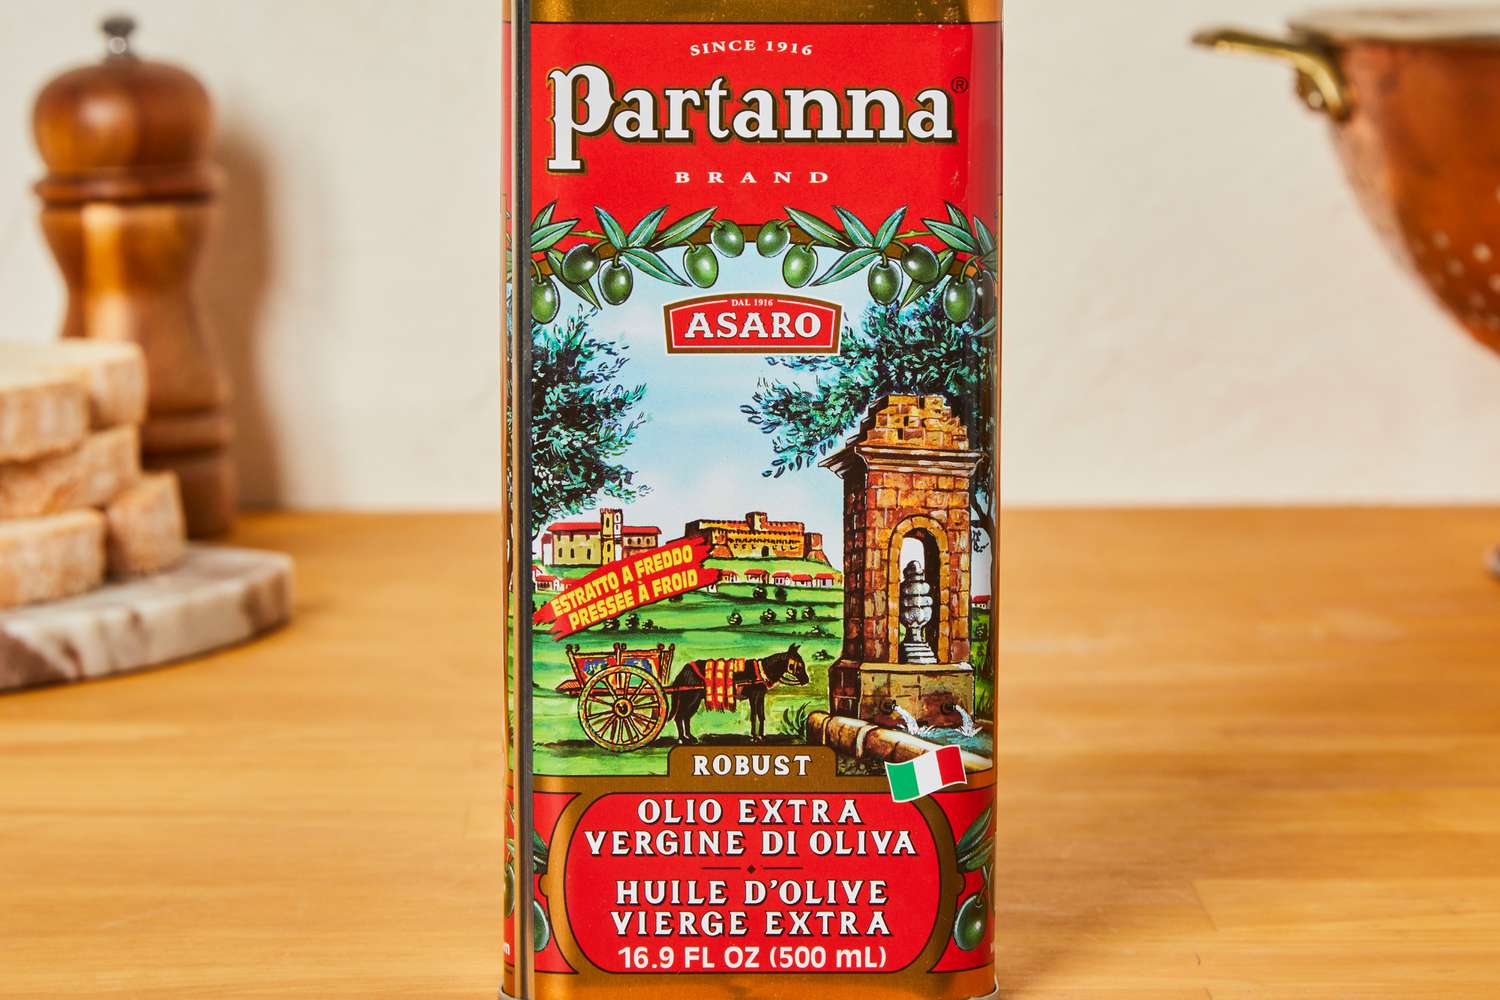 SINCE 1916
Partanna®
BRAND
DAL 1916
ASARO
ESTRATTO A FREDDO
PRESSÉE À FROID
ROBUST
OLIO EXTRA
VERGINE DI OLIVA
HUILE D'OLIVE
VIERGE EXTRA
16.9 FL OZ (500 mL)